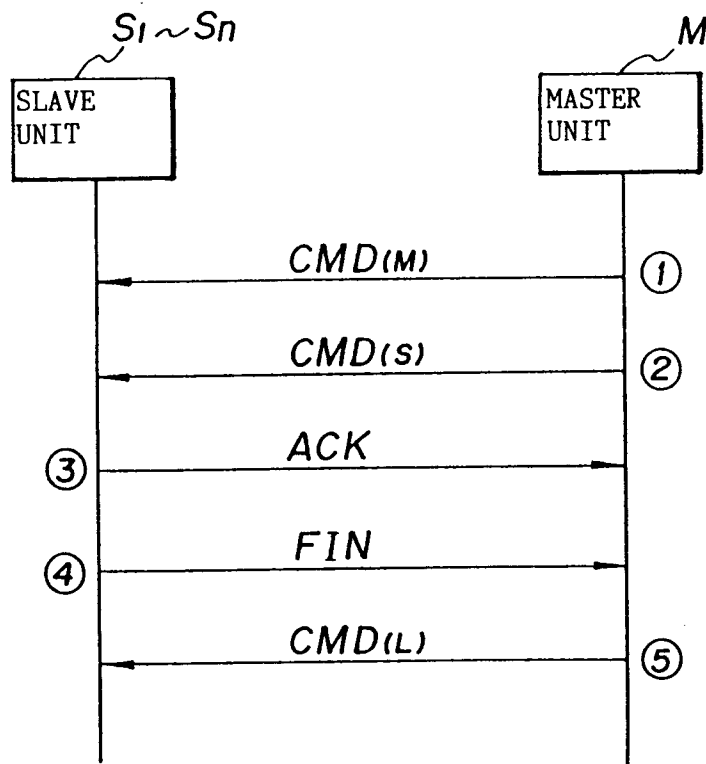 S1~Sn
M
SLAVE
UNIT
MASTER
UNIT
CMD(M)
①
CMD(S)
②
③
ACK
④
FIN
CMD(L)
⑤